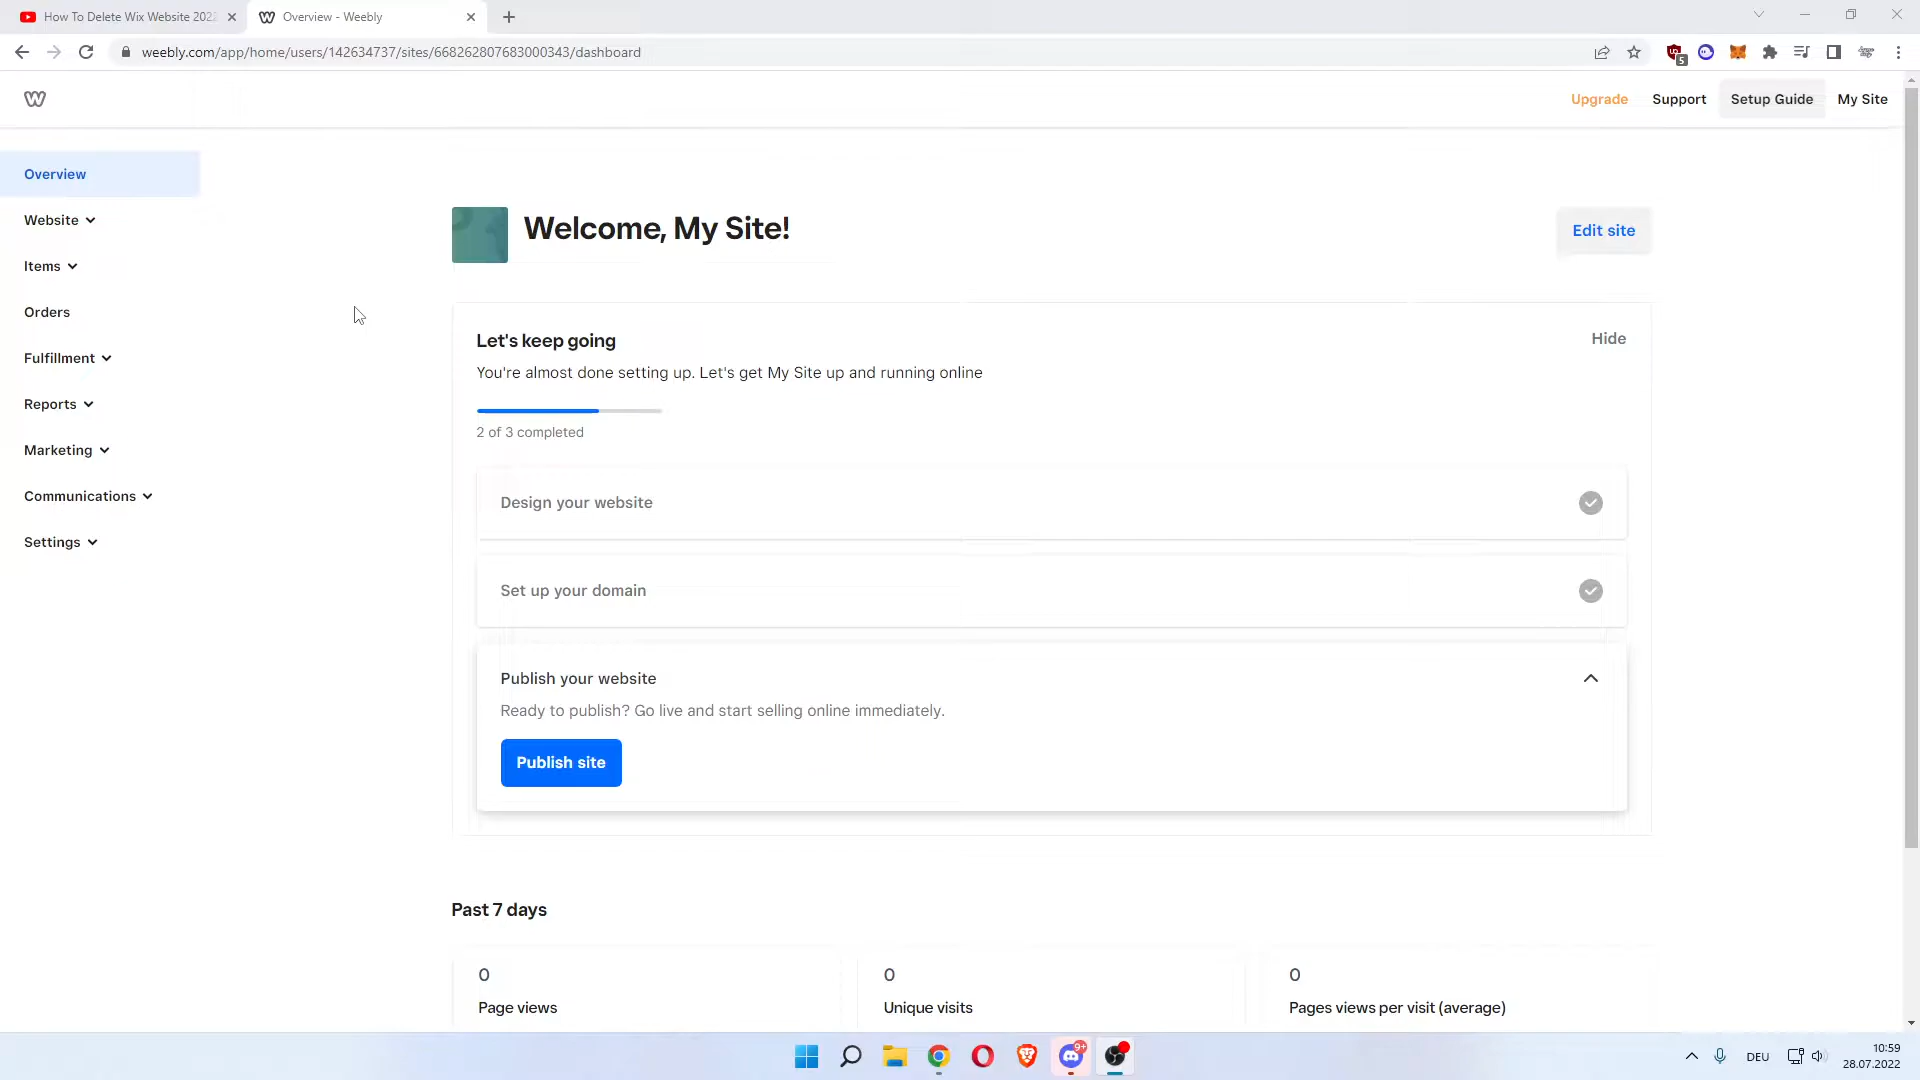 How To Delete Wix Website 2022
Overview - Weebly
weebly.com/app/home/users/142634737/sites/668262807683000343/dashboard
5
Upgrade
Support
Setup Guide
My Site
Overview
Website
Items
Orders
Fulfillment
Reports
Marketing
Communications
Settings
Welcome, My Site!
Edit site
Let's keep going
Hide
You're almost done setting up. Let's get My Site up and running online
2 of 3 completed
Design your website
Set up your domain
Publish your website
Ready to publish? Go live and start selling online immediately.
Publish site
Past 7 days
0
Page views
0
Unique visits
0
Pages views per visit (average)
9+
DEU
10:59
28.07.2022